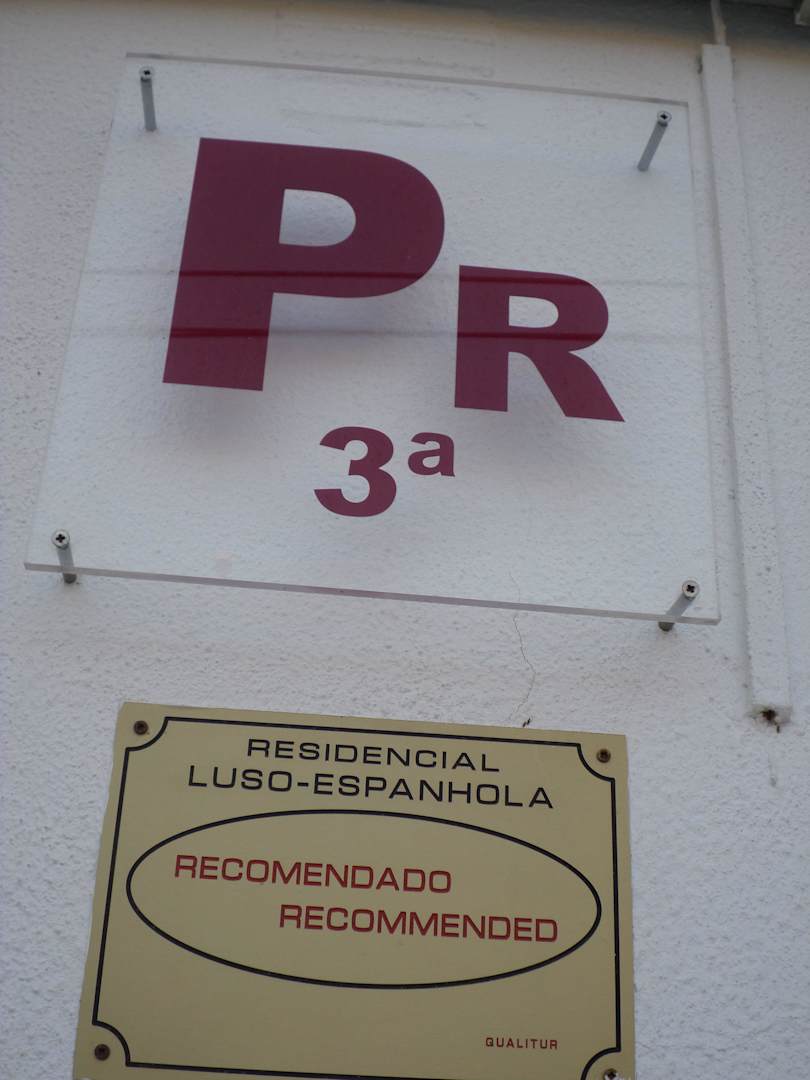 PR
3ª
RESIDENCIAL
LUSO-ESPANHOLA
RECOMENDADO
RECOMMENDED
QUALITUR